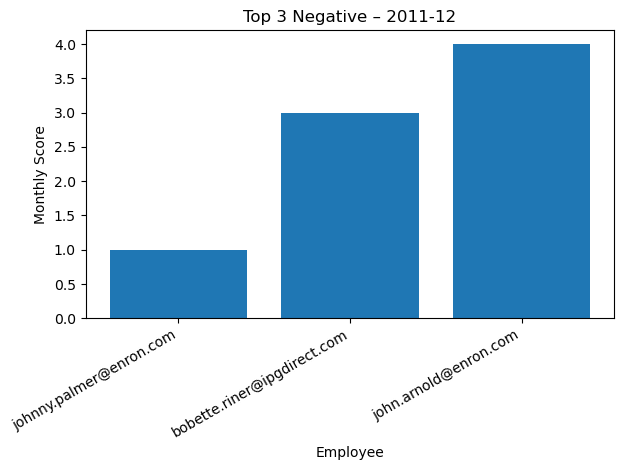 Top 3 Negative – 2011-12
Monthly Score
4.0
3.5
3.0
2.5
2.0
1.5
1.0
0.5
0.0
johnny.palmer@enron.com
bobette.riner@ipgdirect.com
john.arnold@enron.com
Employee